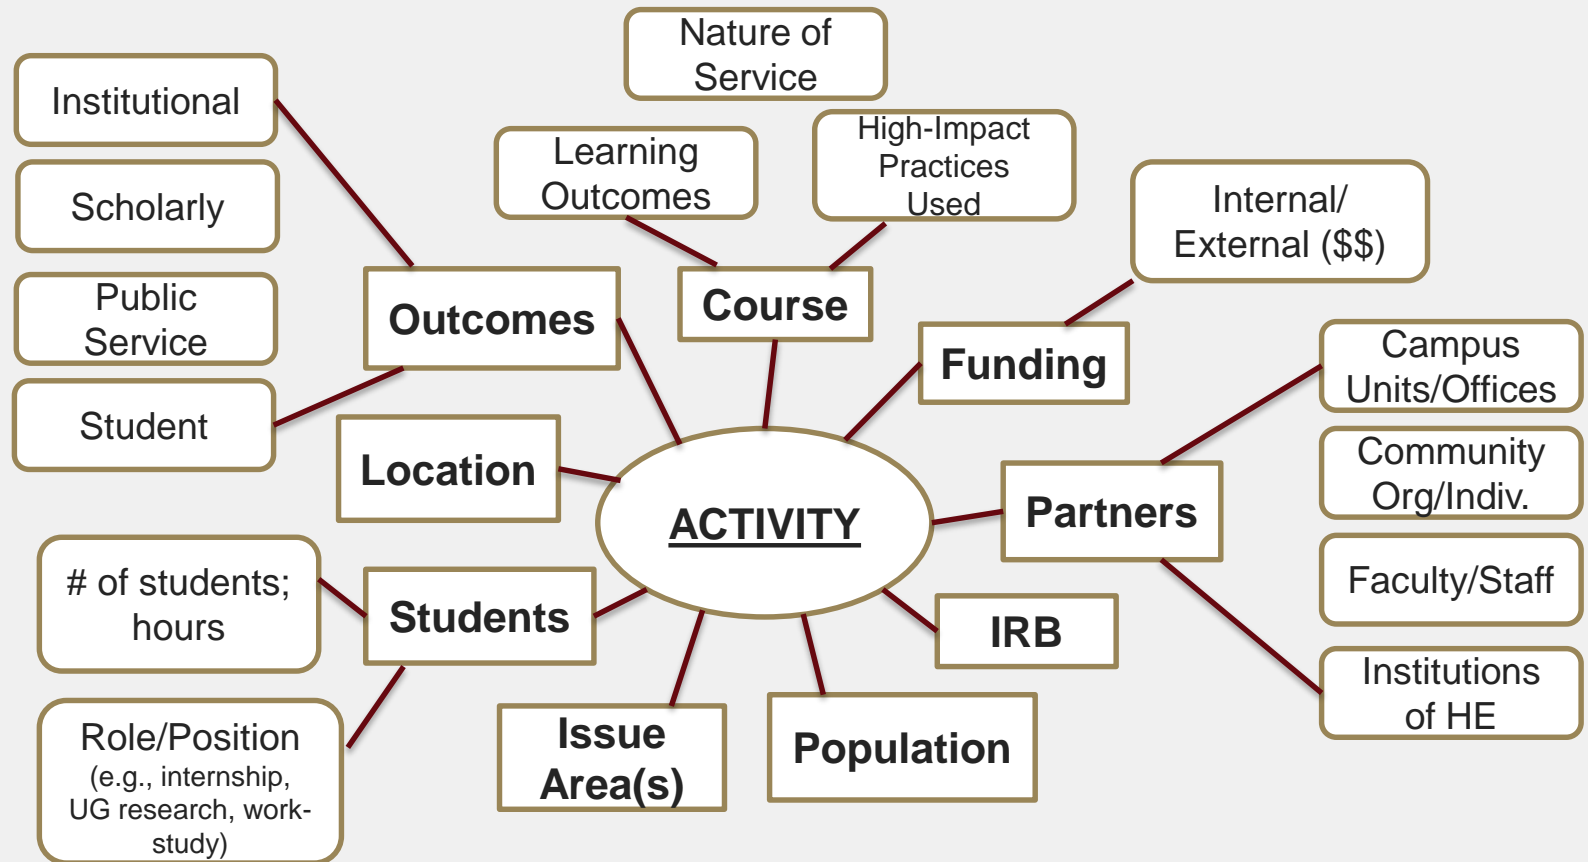 Nature of
Service
Institutional
High-Impact
Practices
Used
Learning
Outcomes
Scholarly
Internal/
External ($$)
Public
Service
Outcomes
Course
Funding
Campus
Units/Offices
Student
Location
Community
Org/Indiv.
ACTIVITY
Partners
# of students;
hours
Students
IRB
Faculty/Staff
Institutions
of HE
Role/Position
(e.g., internship,
UG research, work-
study)
Issue
Area(s)
Population